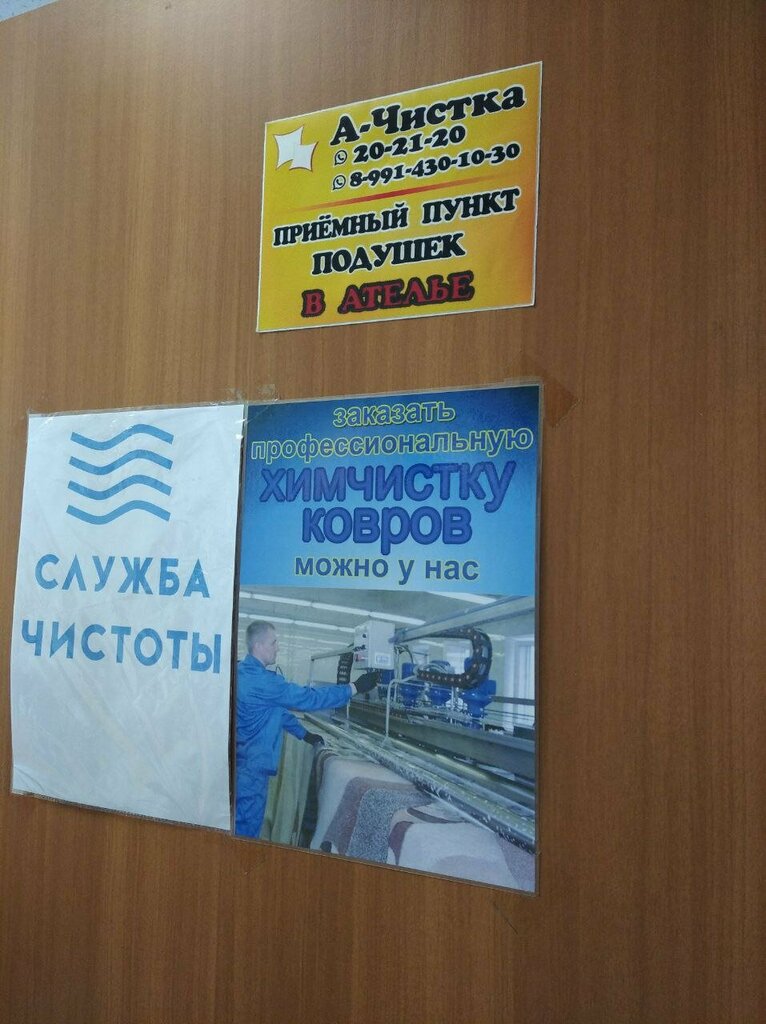 А-Чистка
20-21-20
8-991-430-10-30
ПРИЁМНЫЙ ПУНКТ
ПОДУШЕК
В АТЕЛЬЕ
СЛУЖБА
ЧИСТОТЫ
заказать
профессиональную
химчистку
ковров
можно у нас